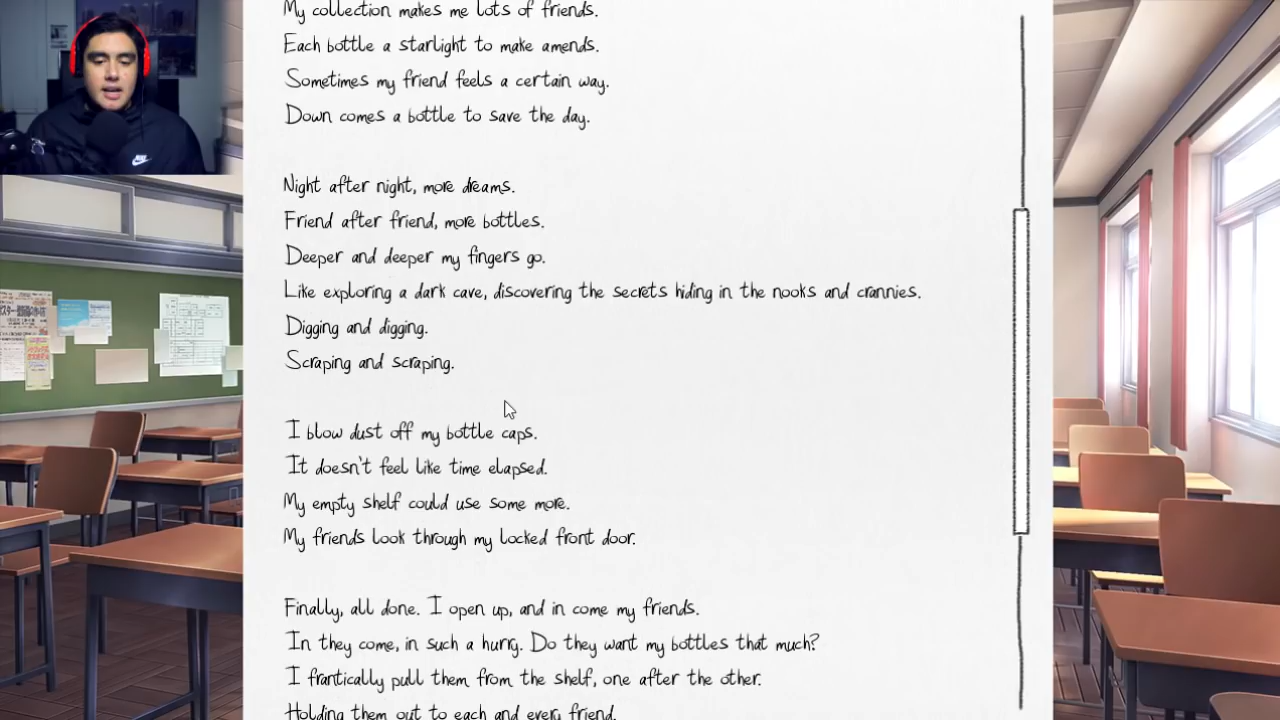 My collection makes me lots of friends.
Each bottle a starlight to make amends.
Sometimes my friend feels a certain way.
Down comes a bottle to save the day.
Night after night, more dreams.
Friend after friend, more bottles.
Deeper and deeper my fingers go.
Like exploring a dark cave, discovering the secrets hiding in the nooks and crannies.
Digging and digging.
Scraping and scraping.
I blow dust off my bottle caps.
It doesn't feel like time elapsed.
My empty shelf could use some more.
My friends look through my locked front door.
Finally, all done. I open up, and in come my friends.
In they come, in such a hurry. Do they want my bottles that much?
I frantically pull them from the shelf, one after the other.
Holding them out to each and every friend.